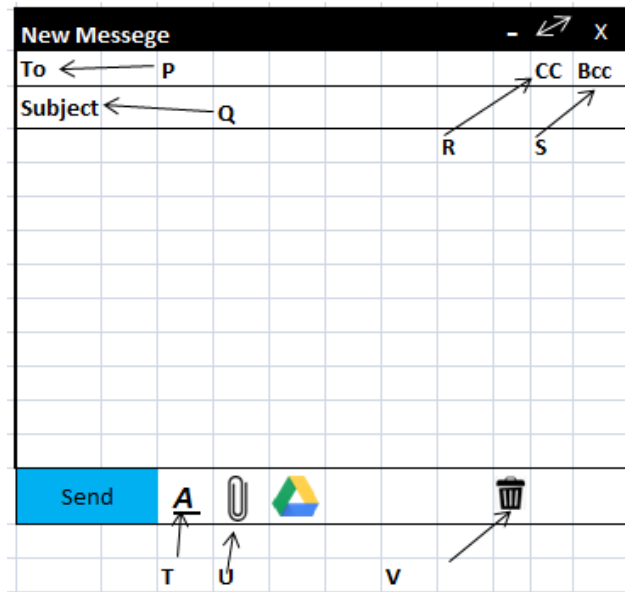 New Messege - X
To P CC Bcc
Subject Q
R S
Send A
T U V